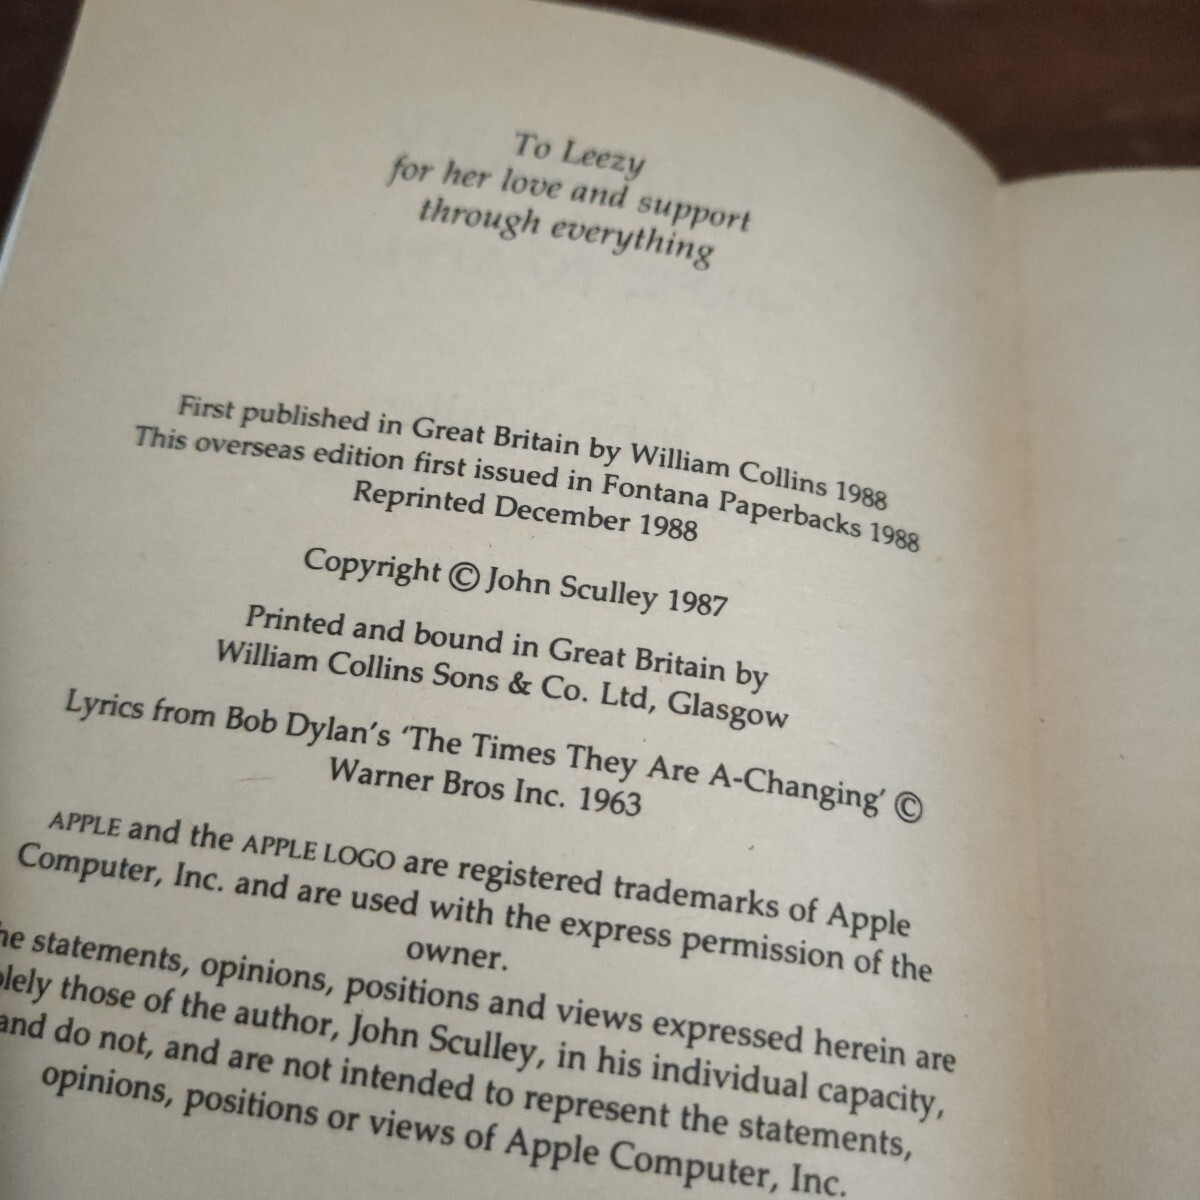 To Leezy
for her love and support
through everything
First published in Great Britain by William Collins 1988
This overseas edition first issued in Fontana Paperbacks 1988
Reprinted December 1988
Copyright © John Sculley 1987
Printed and bound in Great Britain by
William Collins Sons & Co. Ltd, Glasgow
Lyrics from Bob Dylan's 'The Times They Are A-Changing' ©
Warner Bros Inc. 1963
APPLE and the APPLE LOGO are registered trademarks of Apple
Computer, Inc. and are used with the express permission of the
owner.
statements, opinions, positions and views expressed herein are
those of the author, John Sculley, in his individual capacity,
and do not, and are not intended to represent the statements,
opinions, positions or views of Apple Computer, Inc.